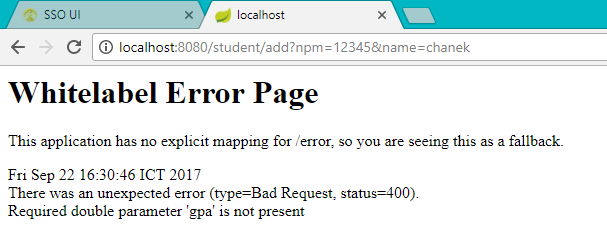 SSO UI
localhost
localhost:8080/student/add?npm=12345&name=chanek
Whitelabel Error Page
This application has no explicit mapping for /error, so you are seeing this as a fallback.
Fri Sep 22 16:30:46 ICT 2017
There was an unexpected error (type=Bad Request, status=400).
Required double parameter 'gpa' is not present